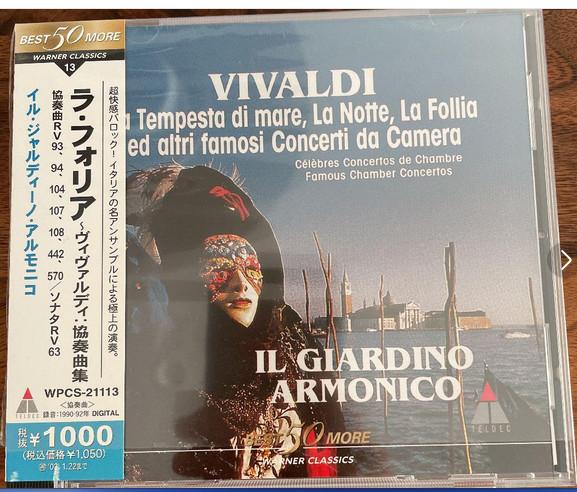 BEST 50 MORE
WARNER CLASSICS
13
超快感バロック!イタリアの名アンサンブルによる極上の演奏。
ラ・フォリア~ヴィヴァルディ:協奏曲集
協奏曲RV93、94、104、107、108、442、570/ソナタRV63
イル・ジャルディーノ・アルモニコ
WPCS-21113
<協奏曲>
録音:1990-92年 DIGITAL
TELDEC
税抜¥1000
(税込価格¥1,050)
1.22まで
VIVALDI
a Tempesta di mare, La Notte, La Follia
ed altri famosi Concerti da Camera
Célèbres Concertos de Chambre
Famous Chamber Concertos
IL GIARDINO
ARMONICO
TELDEC
BEST 50 MORE
WARNER CLASSICS